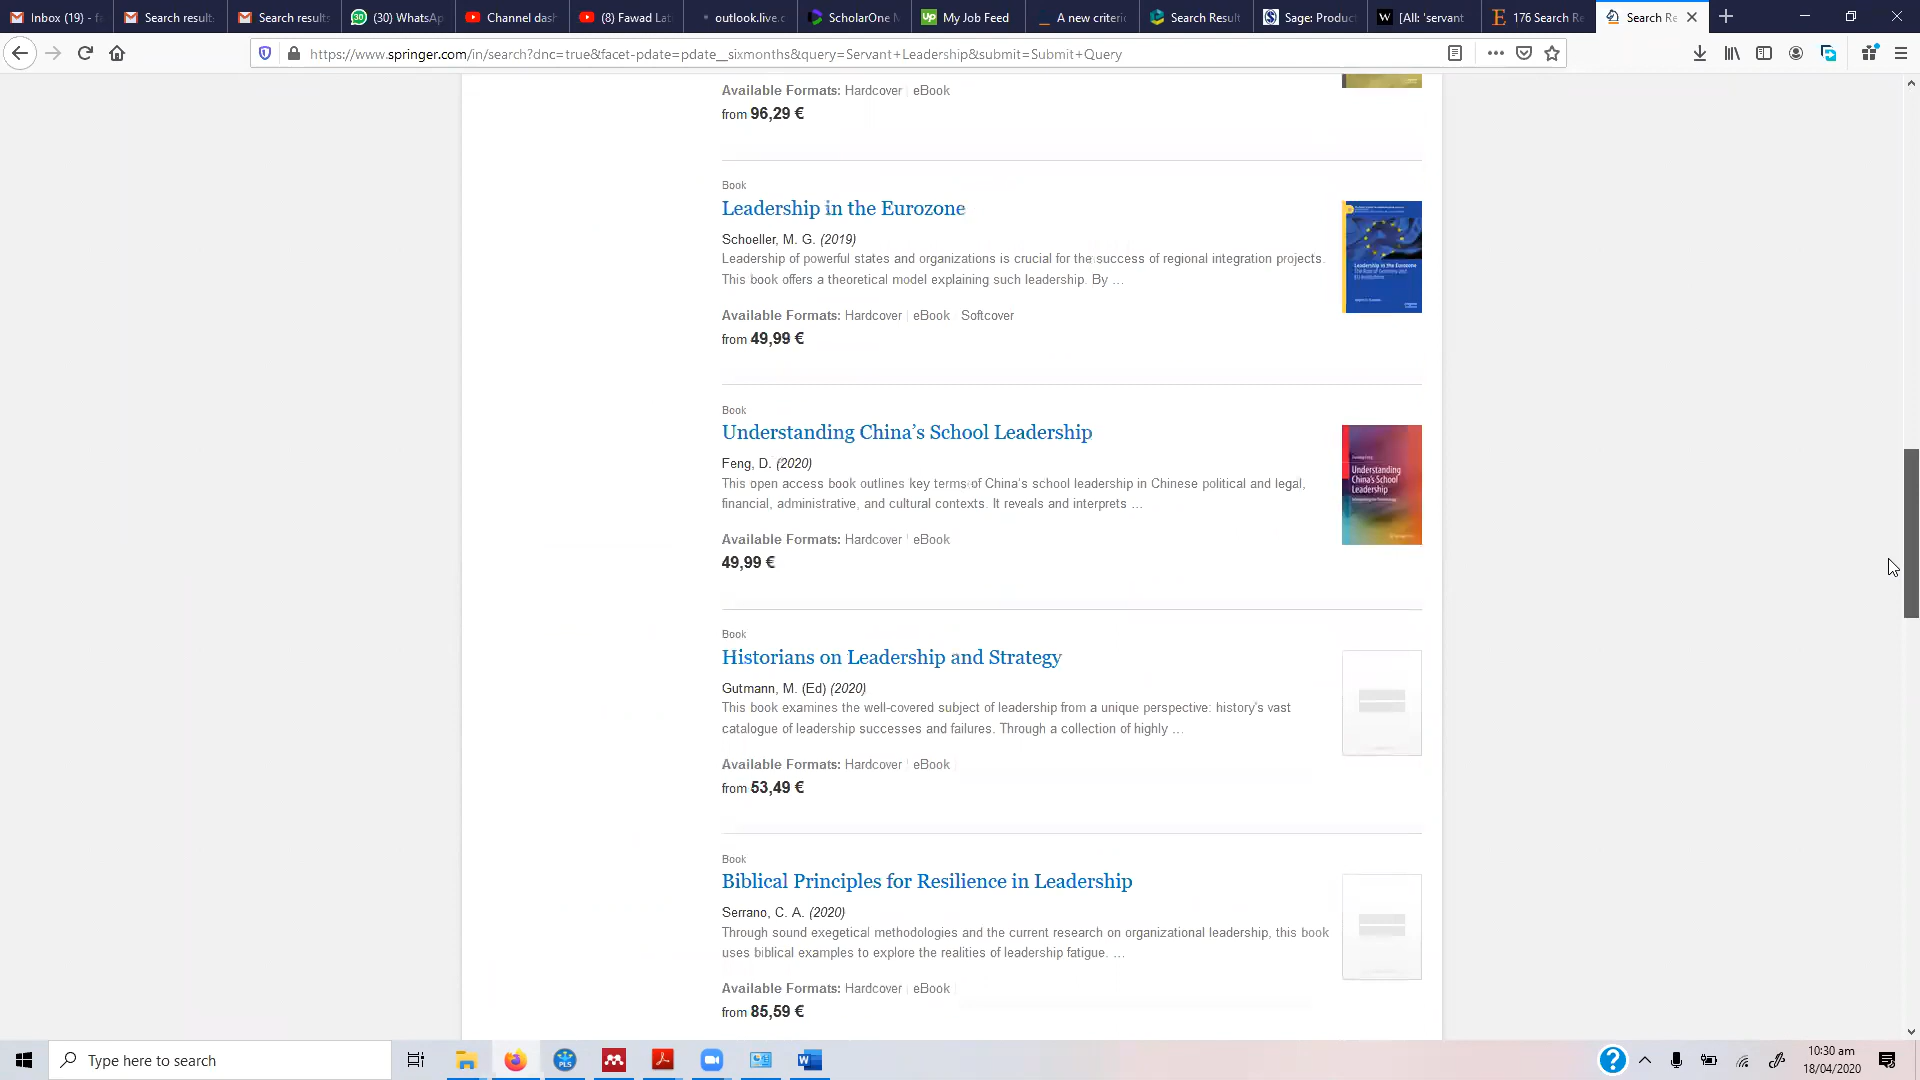 Inbox (19) - f
Search result
Search result
(30) WhatsAp
Channel dash
(8) Fawad Lat
outlook.live.c
ScholarOne M
My Job Feed
A new criteri
Search Result
Sage: Product
[All: 'servant
176 Search Re
Search Re
https://www.springer.com/in/search?dnc=true&facet-pdate=pdate__sixmonths&query=Servant+Leadership&submit=Submit+Query
Available Formats: Hardcover | eBook
from 96,29 €
Book
Leadership in the Eurozone
Schoeller, M. G. (2019)
Leadership of powerful states and organizations is crucial for the success of regional integration projects.
This book offers a theoretical model explaining such leadership. By ...
Available Formats: Hardcover | eBook Softcover
from 49,99 €
Leadership in the Eurozone
Book
Understanding China's School Leadership
Feng, D. (2020)
This open access book outlines key terms of China's school leadership in Chinese political and legal,
financial, administrative, and cultural contexts. It reveals and interprets ...
Available Formats: Hardcover | eBook
49,99 €
Understanding
China's School
Leadership
Book
Historians on Leadership and Strategy
Gutmann, M. (Ed) (2020)
This book examines the well-covered subject of leadership from a unique perspective: history's vast
catalogue of leadership successes and failures. Through a collection of highly ...
Available Formats: Hardcover | eBook
from 53,49 €
Book
Biblical Principles for Resilience in Leadership
Serrano, C. A. (2020)
Through sound exegetical methodologies and the current research on organizational leadership, this book
uses biblical examples to explore the realities of leadership fatigue. ...
Available Formats: Hardcover | eBook
from 85,59 €
Type here to search
PLS
10:30 am
18/04/2020